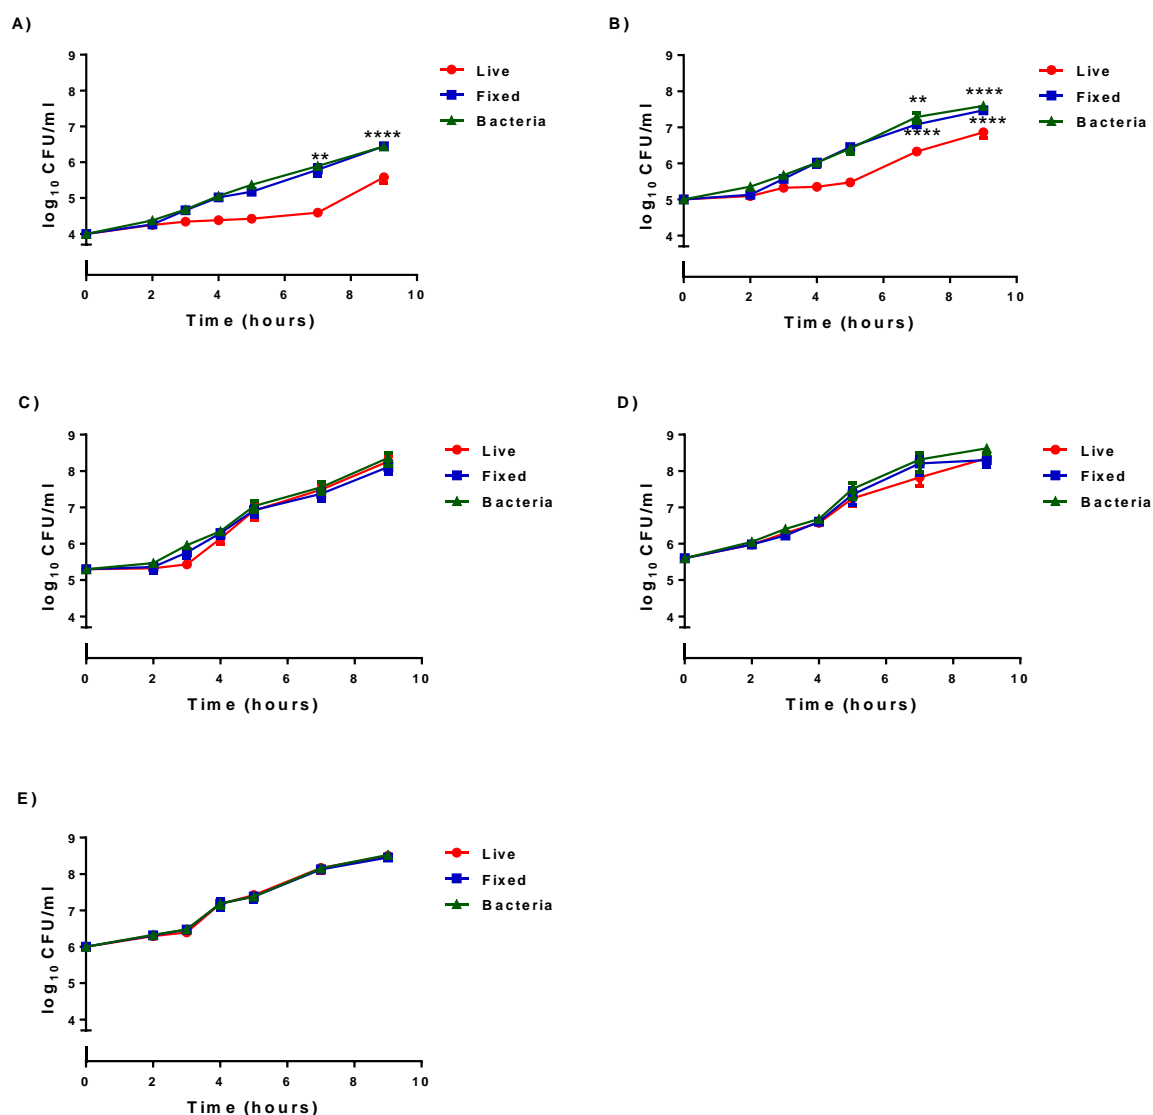 A)
9
8
7
6
5
4
log10 CFU/ml
**
****
Live
Fixed
Bacteria
0 2 4 6 8 10
Time (hours)
B)
9
8
7
6
5
4
log10 CFU/ml
**
****
****
****
Live
Fixed
Bacteria
0 2 4 6 8 10
Time (hours)
C)
9
8
7
6
5
4
log10 CFU/ml
Live
Fixed
Bacteria
0 2 4 6 8 10
Time (hours)
D)
9
8
7
6
5
4
log10 CFU/ml
Live
Fixed
Bacteria
0 2 4 6 8 10
Time (hours)
E)
9
8
7
6
5
4
log10 CFU/ml
Live
Fixed
Bacteria
0 2 4 6 8 10
Time (hours)